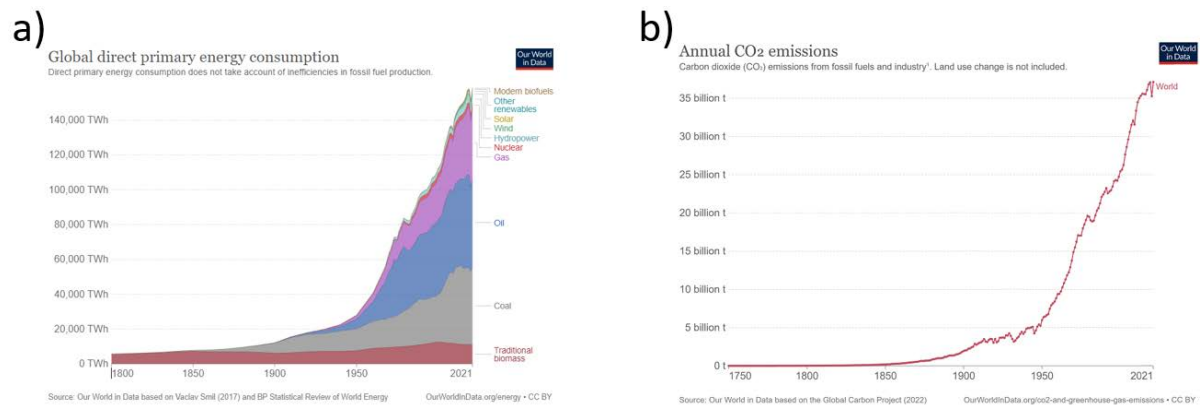 a)
Global direct primary energy consumption
Direct primary energy consumption does not take account of inefficiencies in fossil fuel production.
Our World
in Data
140,000 TWh
120,000 TWh
100,000 TWh
80,000 TWh
60,000 TWh
40,000 TWh
20,000 TWh
0 TWh
1800
1850
1900
1950
2021
Modern biofuels
Other
renewables
Solar
Wind
Hydropower
Nuclear
Gas
Oil
Coal
Traditional
biomass
Source: Our World in Data based on Vaclav Smil (2017) and BP Statistical Review of World Energy
OurWorldInData.org/energy • CC BY
b)
Annual CO₂ emissions
Carbon dioxide (CO₂) emissions from fossil fuels and industry¹. Land use change is not included.
Our World
in Data
35 billion t
30 billion t
25 billion t
20 billion t
15 billion t
10 billion t
5 billion t
0 t
1750
1800
1850
1900
1950
2021
World
Source: Our World in Data based on the Global Carbon Project (2022)
OurWorldInData.org/co2-and-greenhouse-gas-emissions • CC BY